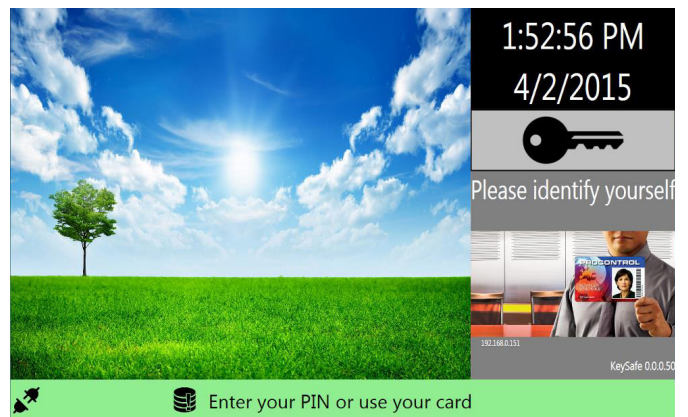 1:52:56 PM
4/2/2015
Please identify yourself
PROCONTROL
192.168.0.151
KeySafe 0.0.0.50
Enter your PIN or use your card